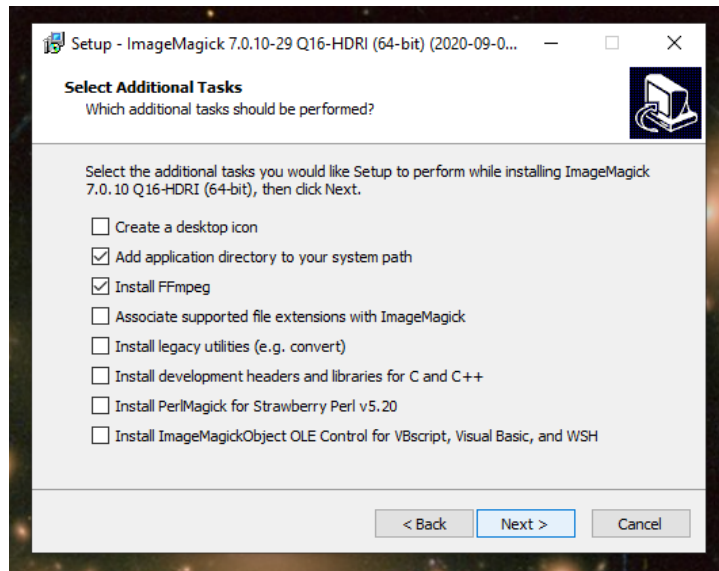 Setup - ImageMagick 7.0.10-29 Q16-HDRI (64-bit) (2020-09-0...
Select Additional Tasks
Which additional tasks should be performed?
Select the additional tasks you would like Setup to perform while installing ImageMagick
7.0.10 Q16-HDRI (64-bit), then click Next.
Create a desktop icon
Add application directory to your system path
Install FFmpeg
Associate supported file extensions with ImageMagick
Install legacy utilities (e.g. convert)
Install development headers and libraries for C and C++
Install PerlMagick for Strawberry Perl v5.20
Install ImageMagickObject OLE Control for VBscript, Visual Basic, and WSH
< Back Next > Cancel